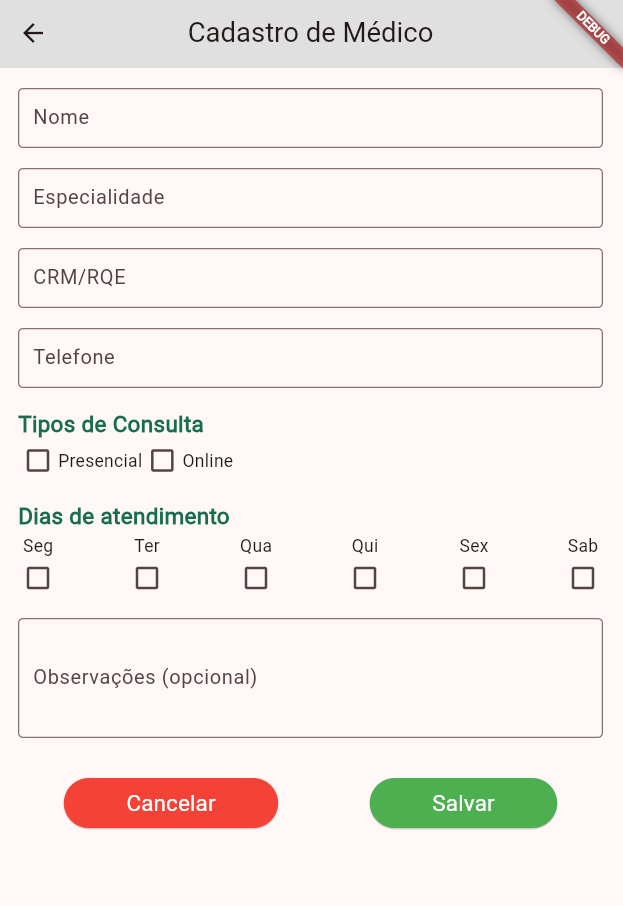 Cadastro de Médico
DEBUG
Nome
Especialidade
CRM/RQE
Telefone
Tipos de Consulta
Presencial Online
Dias de atendimento
Seg Ter Qua Qui Sex Sab
Observações (opcional)
Cancelar Salvar